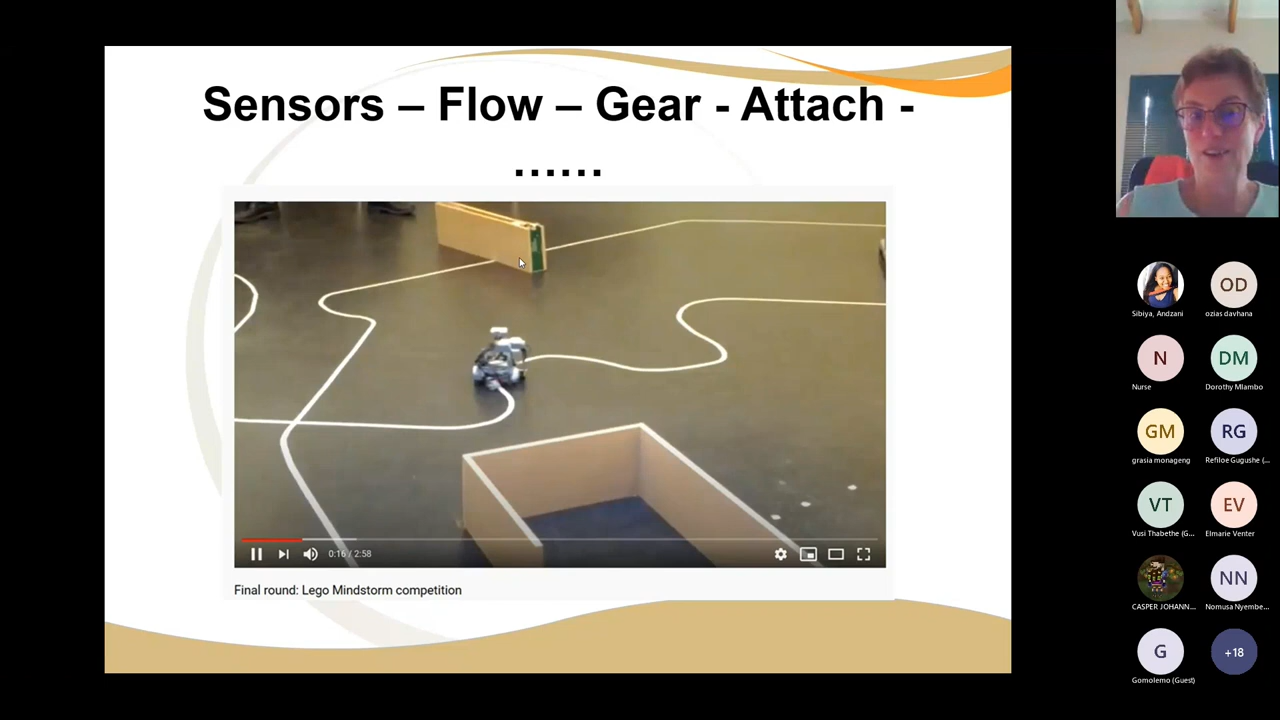 Sensors – Flow – Gear - Attach -
......
0:16 / 2:58
Final round: Lego Mindstorm competition
Sibiya, Andzani
OD
ozias davhana
N
Nurse
DM
Dorothy Mlambo
GM
grasia monageng
RG
Refiloe Gugushe (...
VT
Vusi Thabethe (G...
EV
Elmarie Venter
CASPER JOHANN...
NN
Nomusa Nyembe...
G
Gomolemo (Guest)
+18